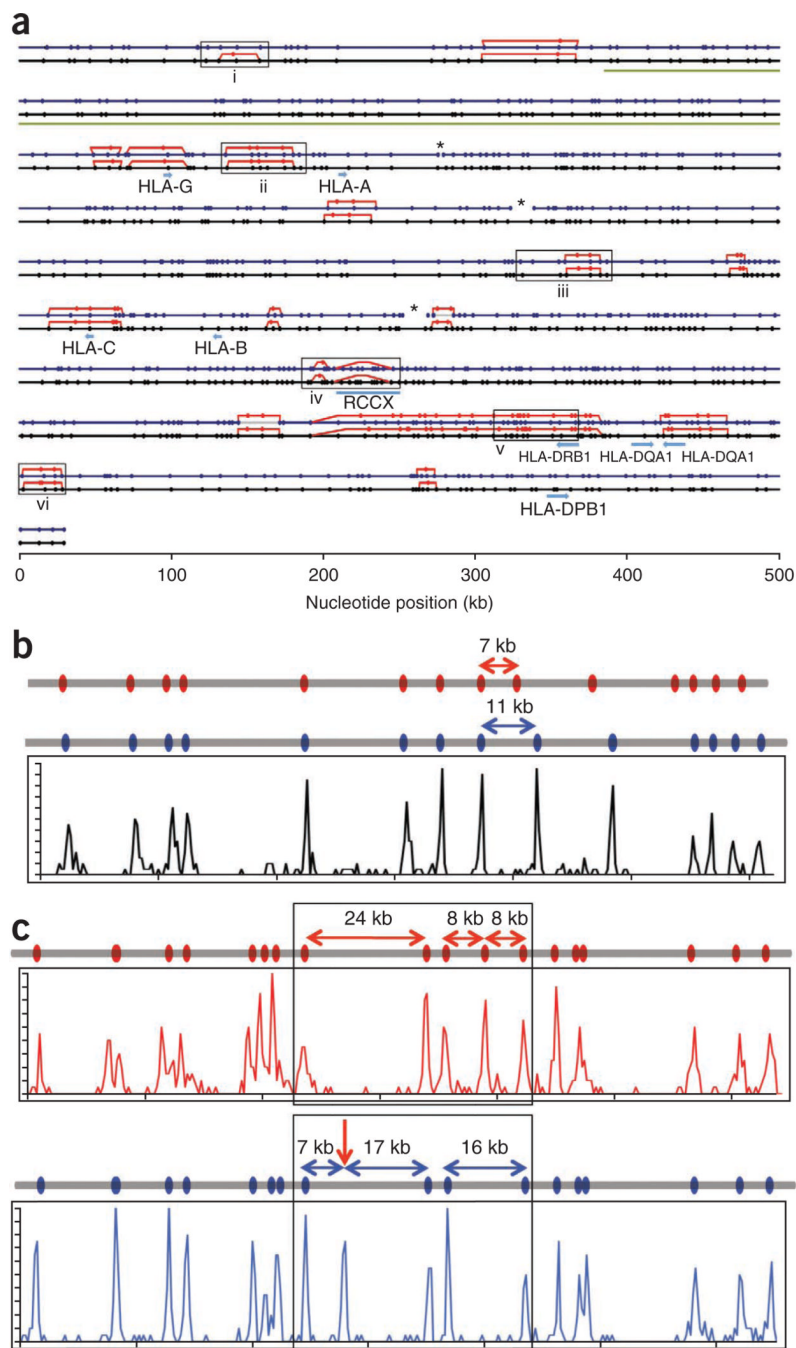 a
i
*
HLA-G ii HLA-A
*
iii
*
HLA-C HLA-B
iv RCCX
v HLA-DRB1 HLA-DQA1 HLA-DQA1
vi HLA-DPB1
0 100 200 300 400 500
Nucleotide position (kb)
b
7 kb
11 kb
c
24 kb 8 kb 8 kb
7 kb 17 kb 16 kb